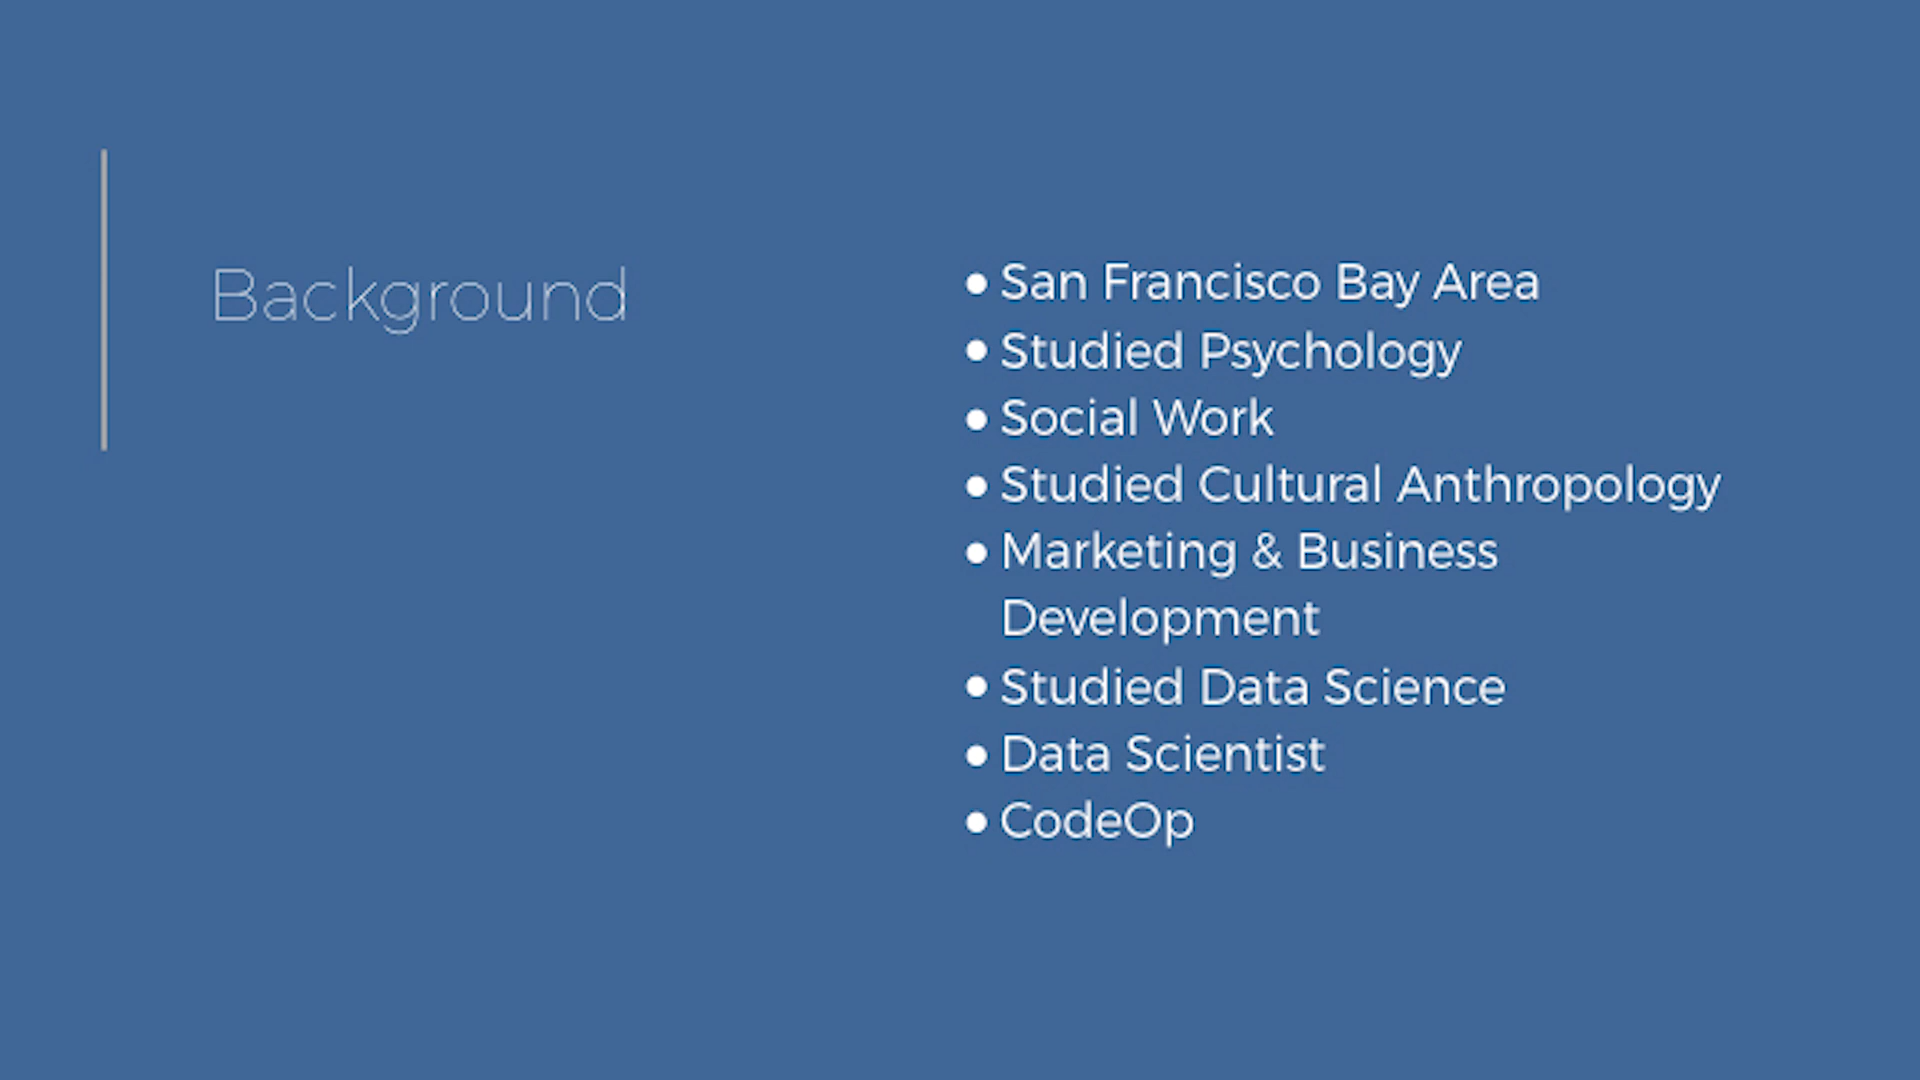 Background
• San Francisco Bay Area
• Studied Psychology
• Social Work
• Studied Cultural Anthropology
• Marketing & Business
Development
• Studied Data Science
• Data Scientist
• CodeOp